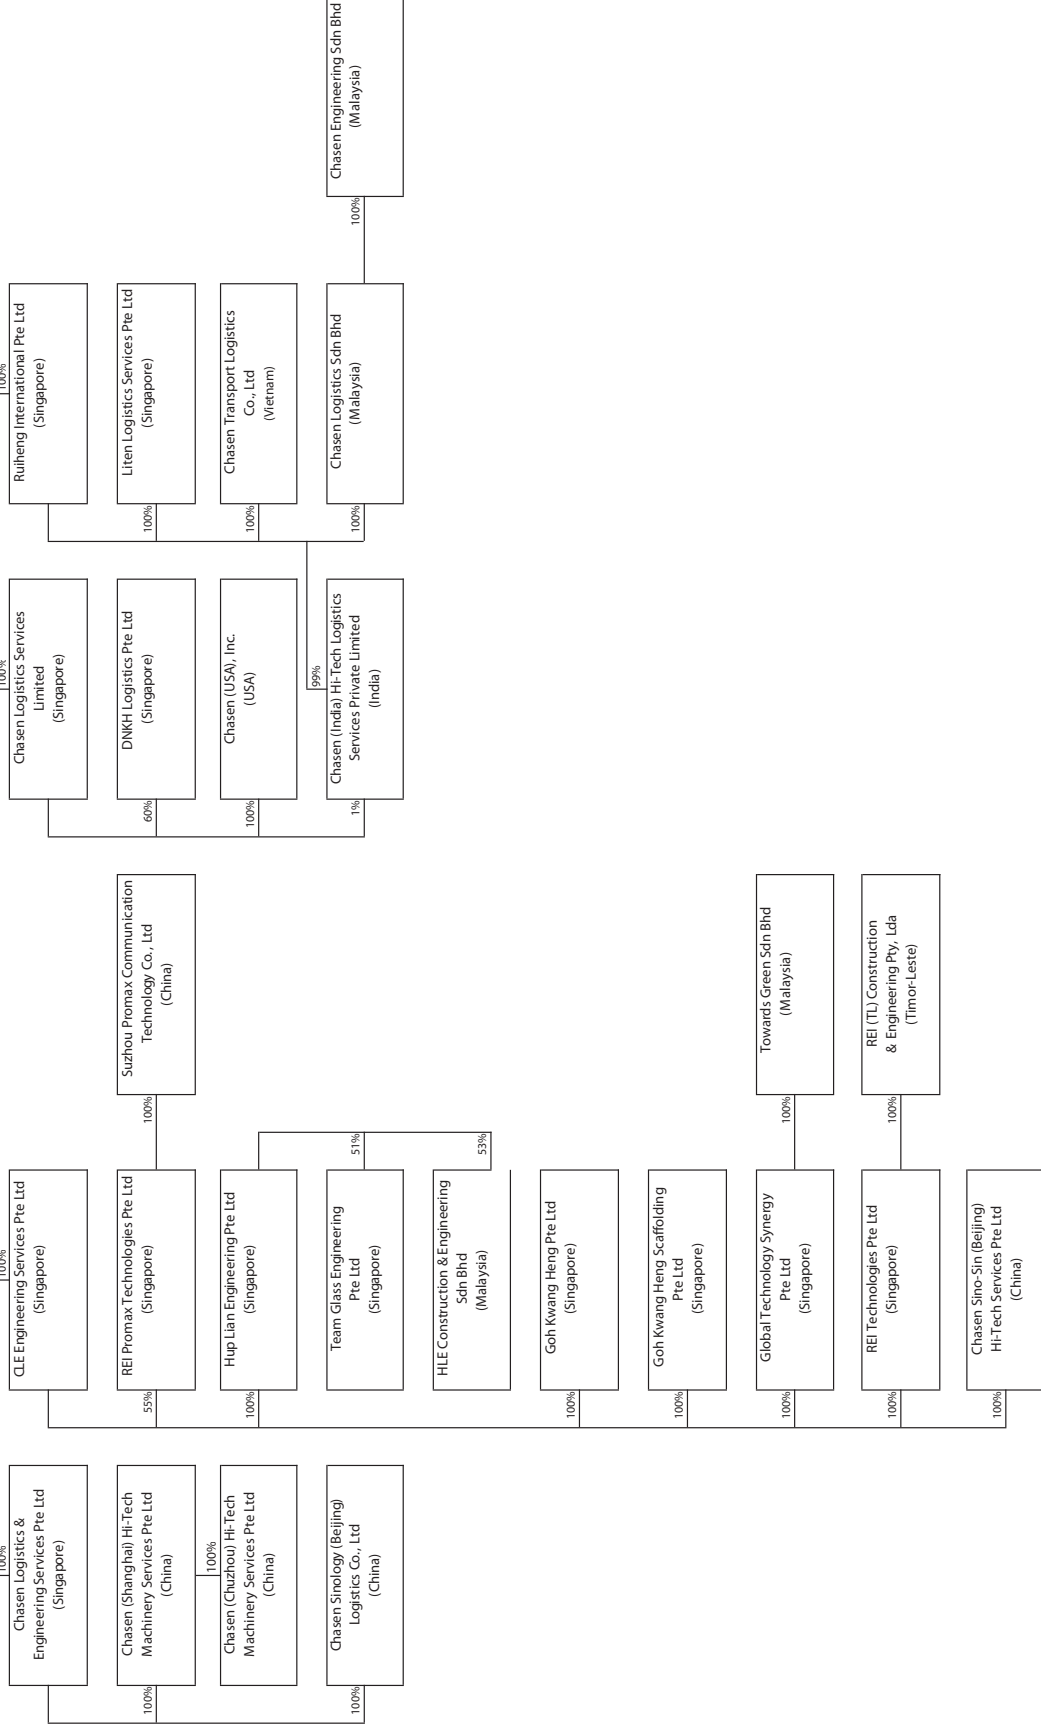 100%
Chasen Logistics &
Engineering Services Pte Ltd
(Singapore)
100%
Chasen (Shanghai) Hi-Tech
Machinery Services Pte Ltd
(China)
100%
Chasen (Chuzhou) Hi-Tech
Machinery Services Pte Ltd
(China)
100%
Chasen Sinology (Beijing)
Logistics Co., Ltd
(China)
100%
CLE Engineering Services Pte Ltd
(Singapore)
55%
REI Promax Technologies Pte Ltd
(Singapore)
100%
Suzhou Promax Communication
Technology Co., Ltd
(China)
100%
Hup Lian Engineering Pte Ltd
(Singapore)
51%
Team Glass Engineering
Pte Ltd
(Singapore)
53%
HLE Construction & Engineering
Sdn Bhd
(Malaysia)
100%
Goh Kwang Heng Pte Ltd
(Singapore)
100%
Goh Kwang Heng Scaffolding
Pte Ltd
(Singapore)
100%
Global Technology Synergy
Pte Ltd
(Singapore)
100%
Towards Green Sdn Bhd
(Malaysia)
100%
REI Technologies Pte Ltd
(Singapore)
100%
REI (TL) Construction
& Engineering Pty, Lda
(Timor-Leste)
100%
Chasen Sino-Sin (Beijing)
Hi-Tech Services Pte Ltd
(China)
100%
Chasen Logistics Services
Limited
(Singapore)
60%
DNKH Logistics Pte Ltd
(Singapore)
100%
Chasen (USA), Inc.
(USA)
1%
99%
Chasen (India) Hi-Tech Logistics
Services Private Limited
(India)
100%
Ruiheng International Pte Ltd
(Singapore)
100%
Liten Logistics Services Pte Ltd
(Singapore)
100%
Chasen Transport Logistics
Co., Ltd
(Vietnam)
100%
Chasen Logistics Sdn Bhd
(Malaysia)
100%
Chasen Engineering Sdn Bhd
(Malaysia)